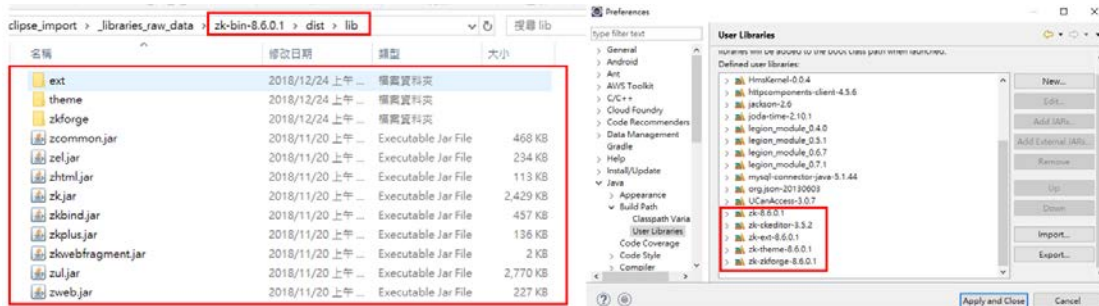 clipse_import > _libraries_raw_data > zk-bin-8.6.0.1 > dist > lib
搜尋 lib
名稱 修改日期 類型 大小
ext 2018/12/24 上午 ... 檔案資料夾
theme 2018/12/24 上午 ... 檔案資料夾
zkforge 2018/12/24 上午 ... 檔案資料夾
zcommon.jar 2018/11/20 上午 ... Executable Jar File 468 KB
zel.jar 2018/11/20 上午 ... Executable Jar File 234 KB
zhtml.jar 2018/11/20 上午 ... Executable Jar File 113 KB
zk.jar 2018/11/20 上午 ... Executable Jar File 2,429 KB
zkbind.jar 2018/11/20 上午 ... Executable Jar File 457 KB
zkplus.jar 2018/11/20 上午 ... Executable Jar File 136 KB
zkwebfragment.jar 2018/11/20 上午 ... Executable Jar File 2 KB
zul.jar 2018/11/20 上午 ... Executable Jar File 2,770 KB
zweb.jar 2018/11/20 上午 ... Executable Jar File 227 KB
Preferences
type filter text
General
Android
Ant
AWS Toolkit
C/C++
Cloud Foundry
Code Recommenders
Data Management
Gradle
Help
Install/Update
Java
Appearance
Build Path
Classpath Varia
User Libraries
Code Coverage
Code Style
Compiler
User Libraries
libraries will be added to the boot class path when launched.
Defined user libraries:
HmsKernel-0.0.4
httpcomponents-client-4.5.6
jackson-2.6
joda-time-2.10.1
legion_module_0.4.0
legion_module_0.5.1
legion_module_0.6.7
legion_module_0.7.1
mysql-connector-java-5.1.44
org.json-20130603
UCanAccess-3.0.7
zk-8.6.0.1
zk-ckeditor-3.5.2
zk-ext-8.6.0.1
zk-theme-8.6.0.1
zk-zkforge-8.6.0.1
New...
Edit...
Add JARs...
Add External JARs...
Remove
Up
Down
Import...
Export...
Apply and Close
Cancel